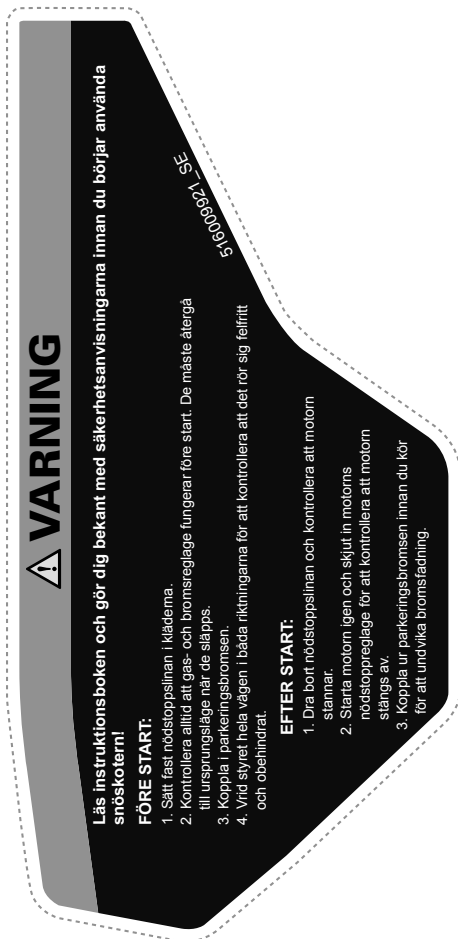 VARNING
Läs instruktionsboken och gör dig bekant med säkerhetsanvisningarna innan du börjar använda
snöskotern!
FÖRE START:
1. Sätt fast nödstoppslinan i kläderna.
2. Kontrollera alltid att gas- och bromsreglage fungerar före start. De måste återgå
till ursprungsläge när de släpps.
3. Koppla i parkeringsbromsen.
4. Vrid styret hela vägen i båda riktningarna för att kontrollera att det rör sig felfritt
och obehindrat.
EFTER START:
1. Dra bort nödstoppslinan och kontrollera att motorn
stannar.
2. Starta motorn igen och skjut in motorns
nödstoppreglage för att kontrollera att motorn
stängs av.
3. Koppla ur parkeringsbromsen innan du kör
för att undvika bromsfadning.
516009921_SE